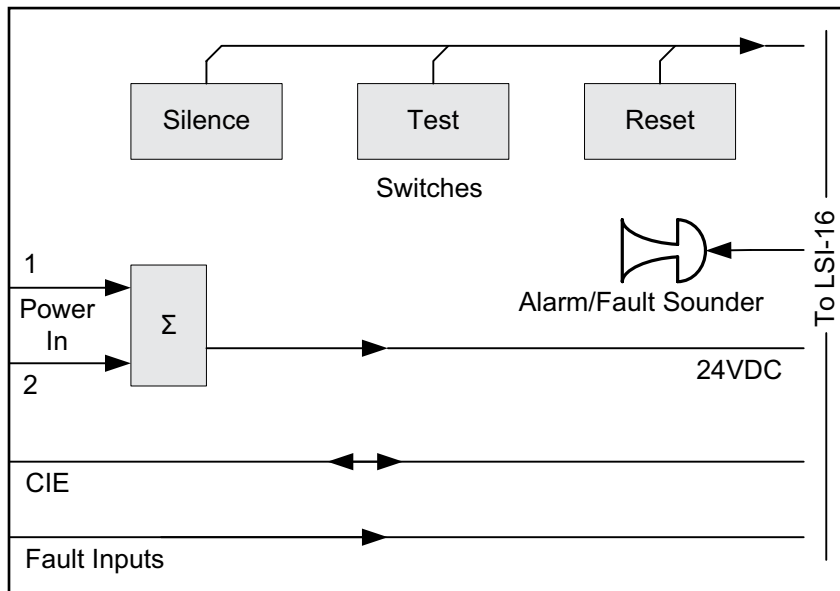 Silence
Test
Reset
Switches
To LSI-16
1
Power
In
2
Σ
Alarm/Fault Sounder
24VDC
CIE
Fault Inputs